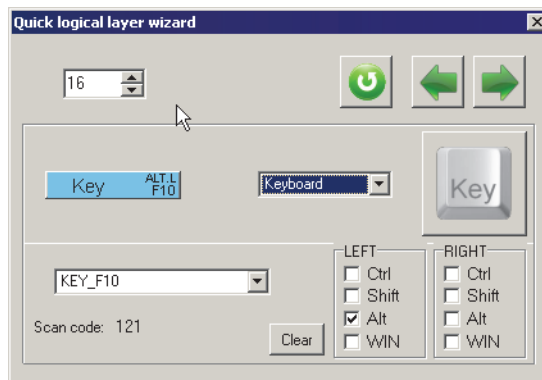 Quick logical layer wizard
16
Key ALT.L F10
Keyboard
Key
KEY_F10
Scan code: 121
Clear
LEFT
Ctrl
Shift
Alt
WIN
RIGHT
Ctrl
Shift
Alt
WIN